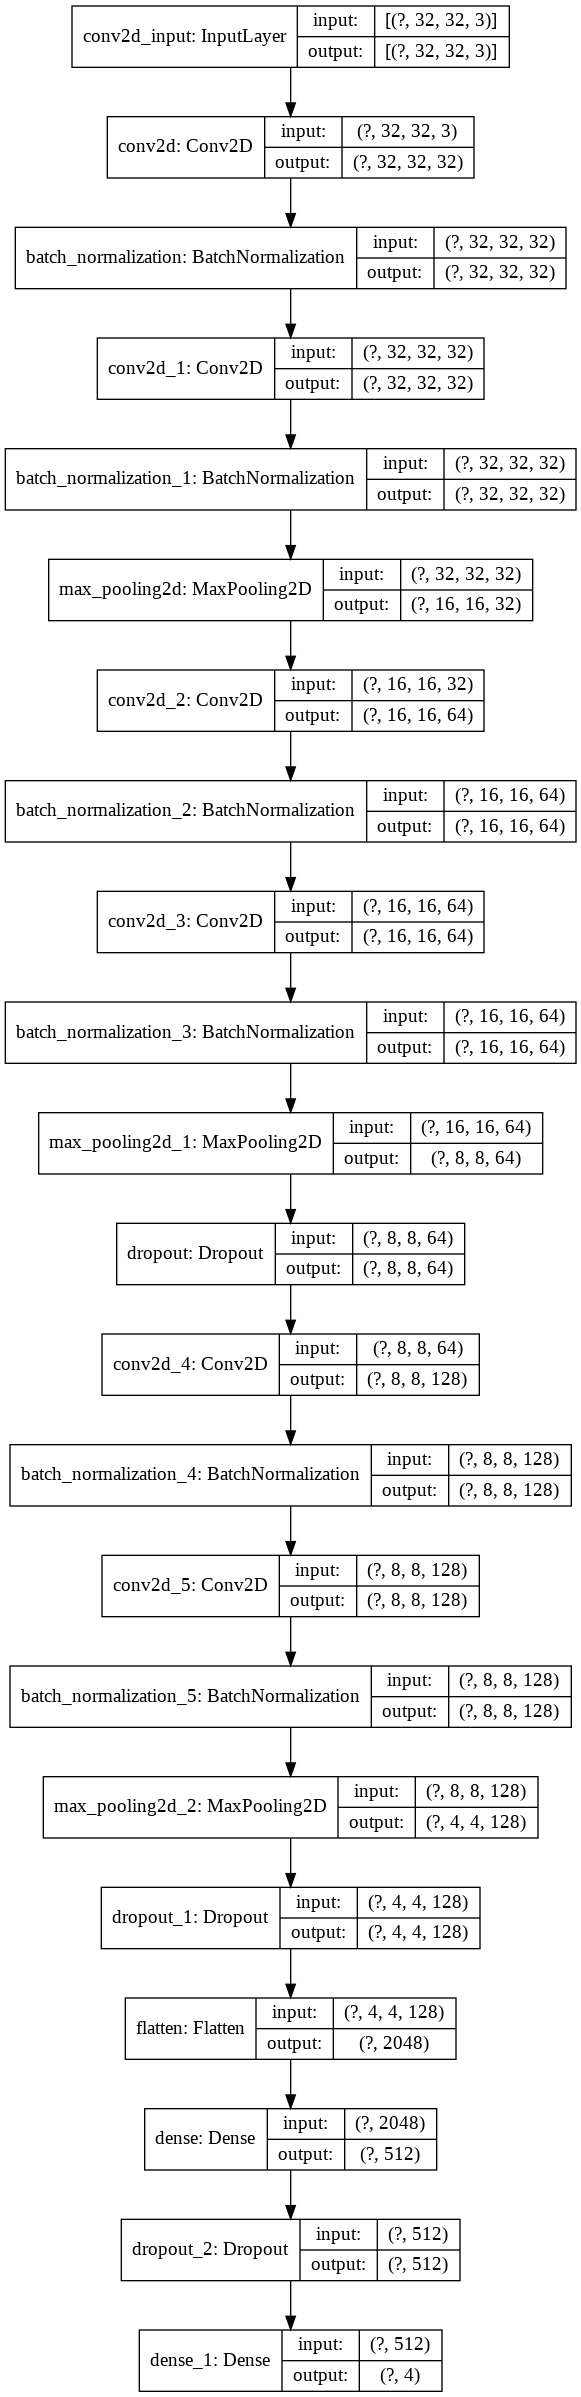 conv2d_input: InputLayer
input: [(?, 32, 32, 3)]
output: [(?, 32, 32, 3)]
conv2d: Conv2D
input: (?, 32, 32, 3)
output: (?, 32, 32, 32)
batch_normalization: BatchNormalization
input: (?, 32, 32, 32)
output: (?, 32, 32, 32)
conv2d_1: Conv2D
input: (?, 32, 32, 32)
output: (?, 32, 32, 32)
batch_normalization_1: BatchNormalization
input: (?, 32, 32, 32)
output: (?, 32, 32, 32)
max_pooling2d: MaxPooling2D
input: (?, 32, 32, 32)
output: (?, 16, 16, 32)
conv2d_2: Conv2D
input: (?, 16, 16, 32)
output: (?, 16, 16, 64)
batch_normalization_2: BatchNormalization
input: (?, 16, 16, 64)
output: (?, 16, 16, 64)
conv2d_3: Conv2D
input: (?, 16, 16, 64)
output: (?, 16, 16, 64)
batch_normalization_3: BatchNormalization
input: (?, 16, 16, 64)
output: (?, 16, 16, 64)
max_pooling2d_1: MaxPooling2D
input: (?, 16, 16, 64)
output: (?, 8, 8, 64)
dropout: Dropout
input: (?, 8, 8, 64)
output: (?, 8, 8, 64)
conv2d_4: Conv2D
input: (?, 8, 8, 64)
output: (?, 8, 8, 128)
batch_normalization_4: BatchNormalization
input: (?, 8, 8, 128)
output: (?, 8, 8, 128)
conv2d_5: Conv2D
input: (?, 8, 8, 128)
output: (?, 8, 8, 128)
batch_normalization_5: BatchNormalization
input: (?, 8, 8, 128)
output: (?, 8, 8, 128)
max_pooling2d_2: MaxPooling2D
input: (?, 8, 8, 128)
output: (?, 4, 4, 128)
dropout_1: Dropout
input: (?, 4, 4, 128)
output: (?, 4, 4, 128)
flatten: Flatten
input: (?, 4, 4, 128)
output: (?, 2048)
dense: Dense
input: (?, 2048)
output: (?, 512)
dropout_2: Dropout
input: (?, 512)
output: (?, 512)
dense_1: Dense
input: (?, 512)
output: (?, 4)